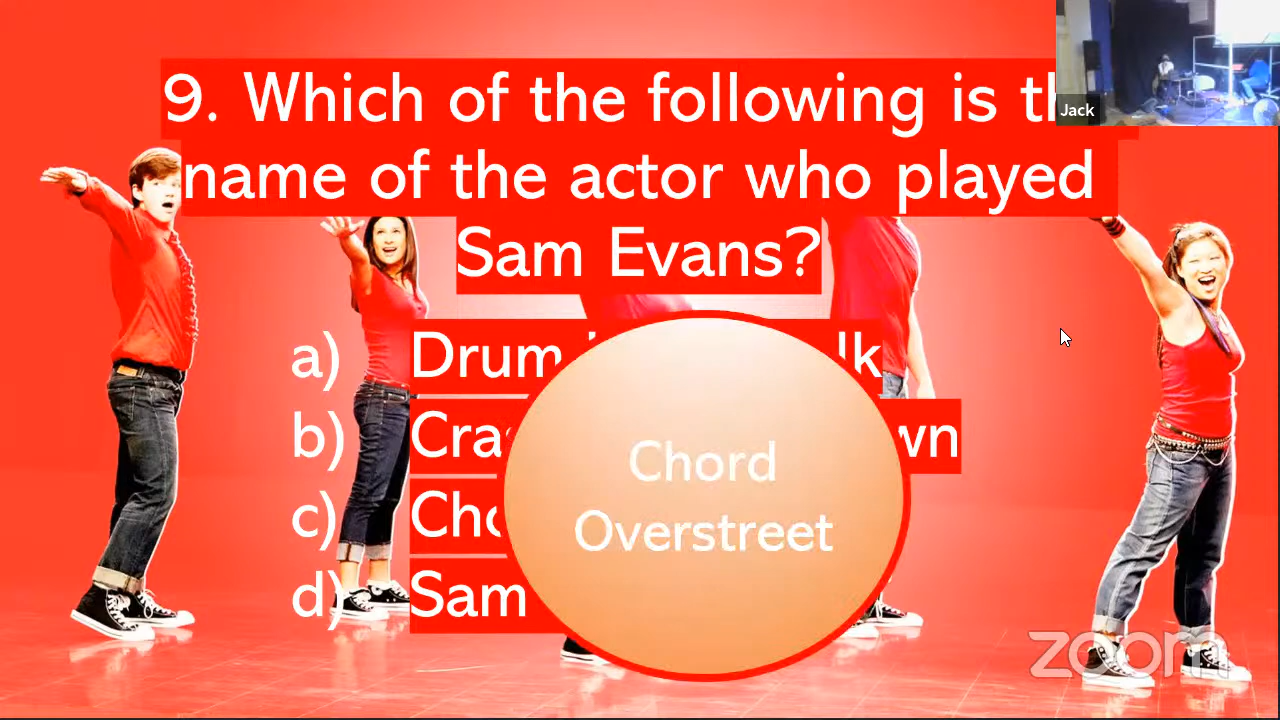 9. Which of the following is th
name of the actor who played
Sam Evans?
a) Drum lk
b) Cra wn
c) Cho
d) Sam
Chord
Overstreet
Jack
zoom